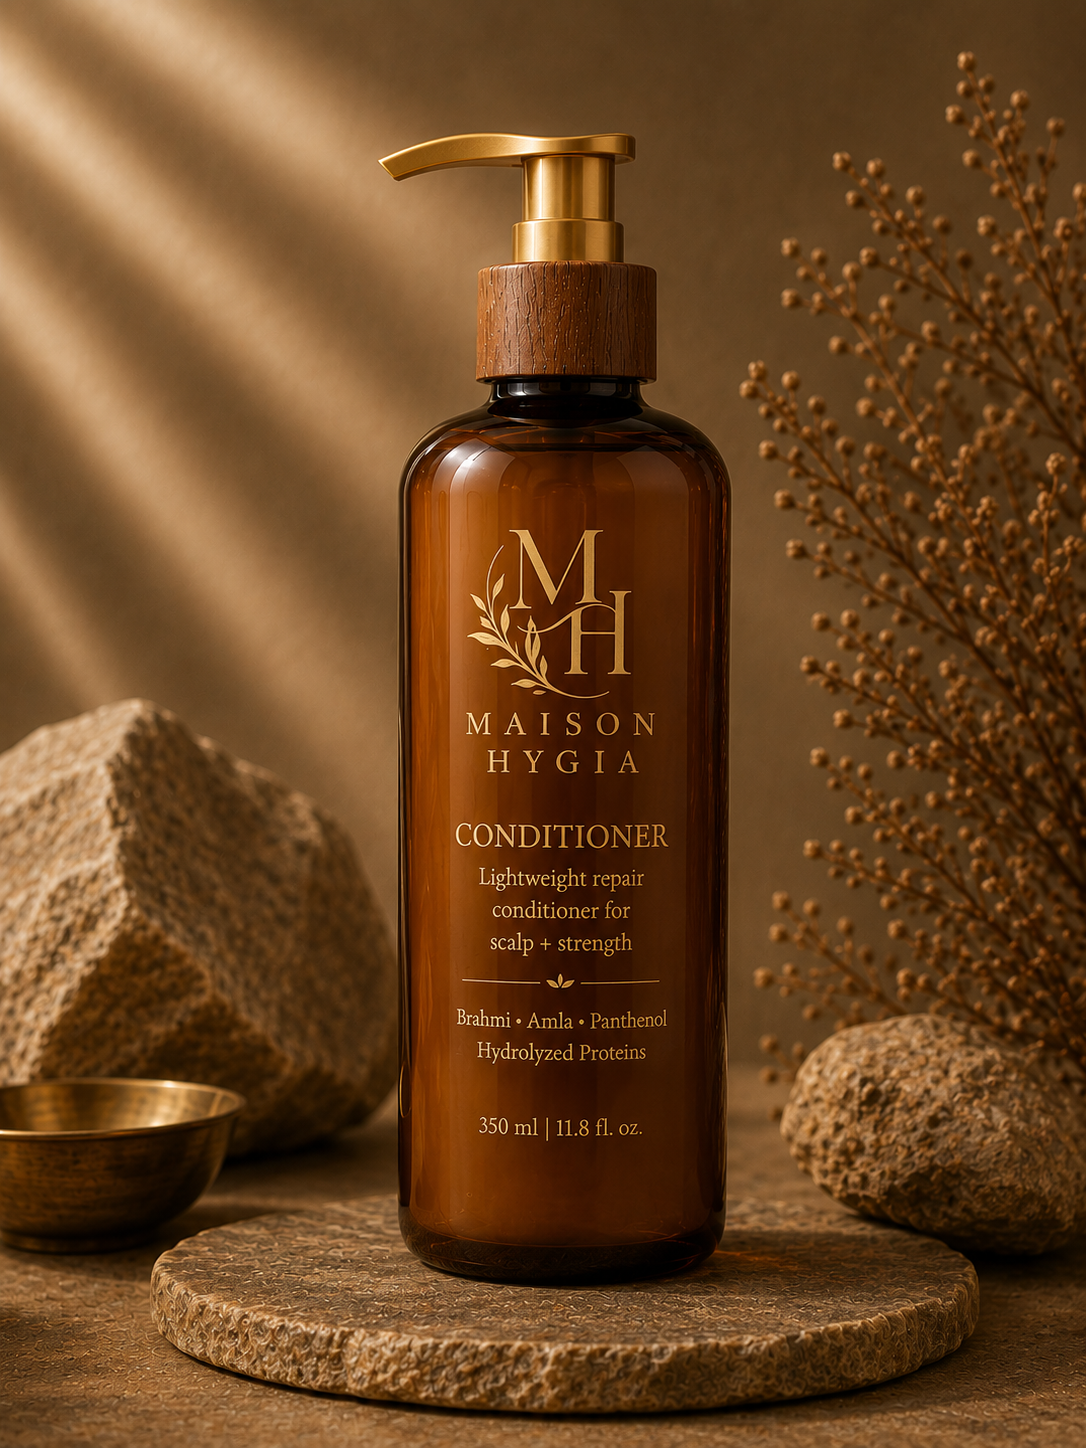 MH
MAISON
HYGIA
CONDITIONER
Lightweight repair
conditioner for
scalp + strength
Brahmi • Amla • Panthenol
Hydrolyzed Proteins
350 ml | 11.8 fl. oz.